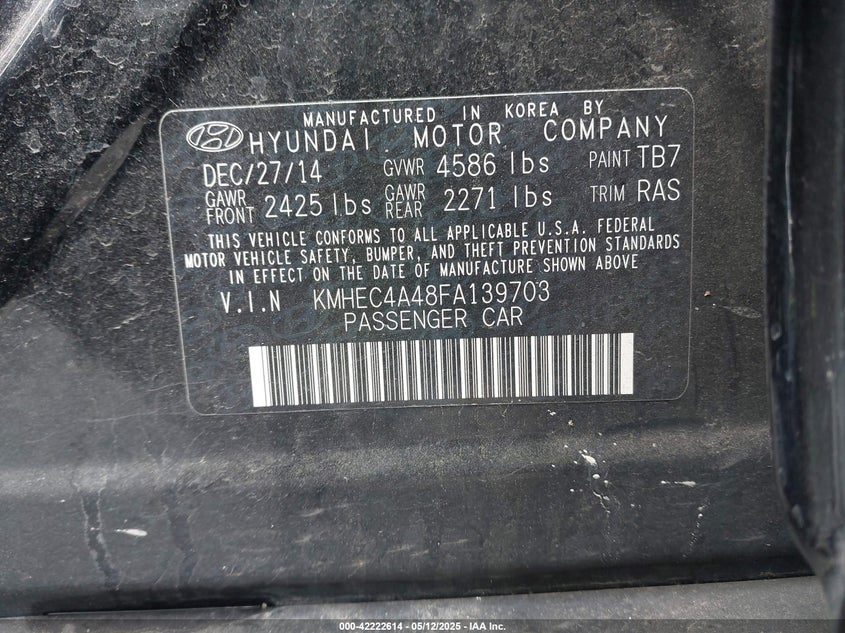 MANUFACTURED IN KOREA BY
HYUNDAI MOTOR COMPANY
DEC/27/14 GVWR 4586 lbs PAINT TB7
GAWR FRONT 2425 lbs GAWR REAR 2271 lbs TRIM RAS
THIS VEHICLE CONFORMS TO ALL APPLICABLE U.S.A. FEDERAL
MOTOR VEHICLE SAFETY, BUMPER, AND THEFT PREVENTION STANDARDS
IN EFFECT ON THE DATE OF MANUFACTURE SHOWN ABOVE
V.I.N KMHEC4A48FA139703
PASSENGER CAR
000-42222614 - 05/12/2025 - IAA Inc.